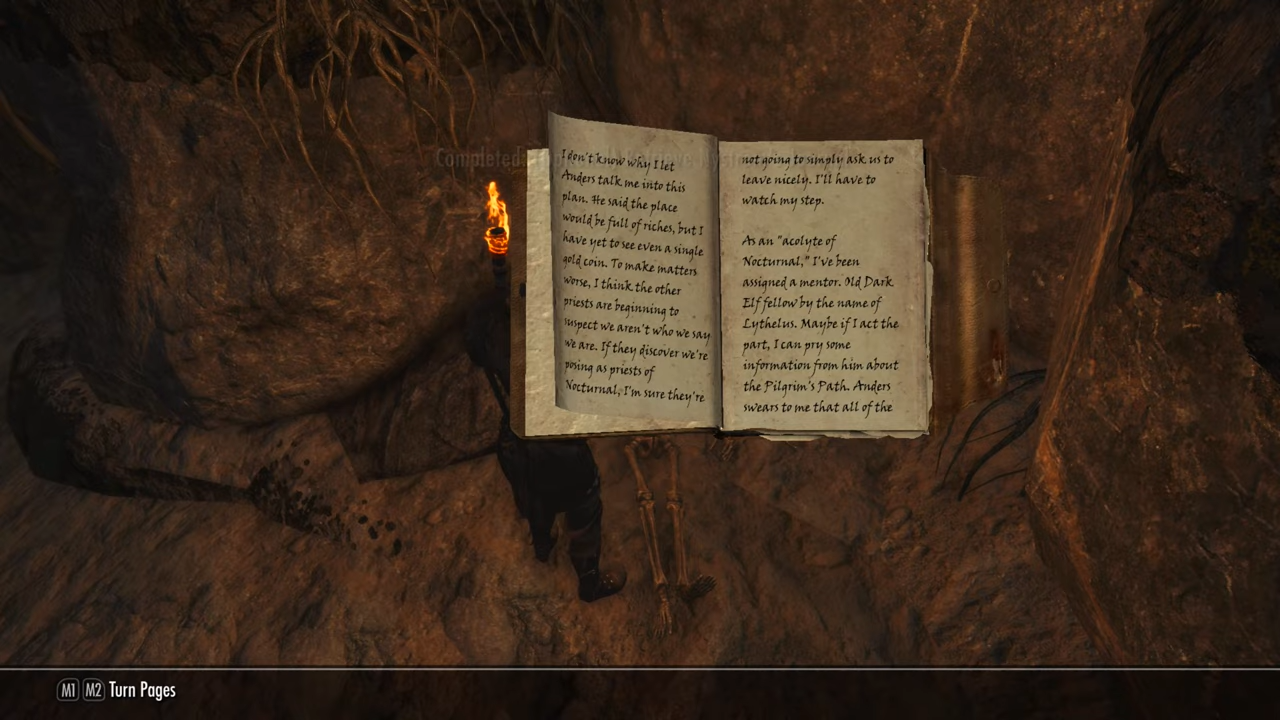 Completed:
I don't know why I let
Anders talk me into this
plan. He said the place
would be full of riches, but I
have yet to see even a single
gold coin. To make matters
worse, I think the other
priests are beginning to
suspect we aren't who we say
we are. If they discover we're
posing as priests of
Nocturnal, I'm sure they're
not going to simply ask us to
leave nicely. I'll have to
watch my step.
As an "acolyte of
Nocturnal," I've been
assigned a mentor. Old Dark
Elf fellow by the name of
Lythelus. Maybe if I act the
part, I can pry some
information from him about
the Pilgrim's Path. Anders
swears to me that all of the
M1 M2 Turn Pages